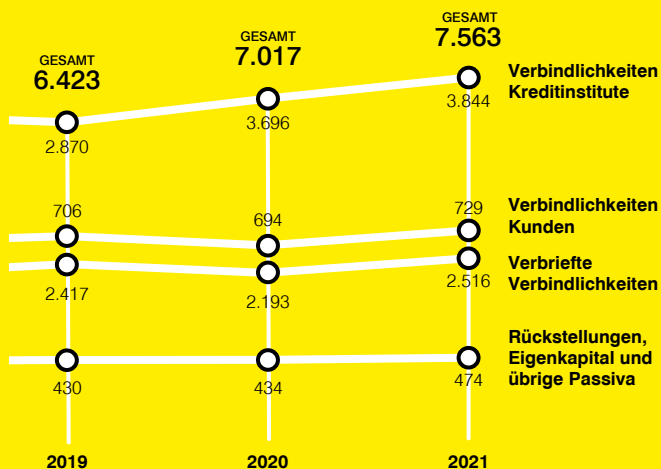 GESAMT
6.423
GESAMT
7.017
GESAMT
7.563
Verbindlichkeiten
Kreditinstitute
2.870
3.696
3.844
706
694
729
Verbindlichkeiten
Kunden
2.417
2.193
2.516
Verbriefte
Verbindlichkeiten
430
434
474
Rückstellungen,
Eigenkapital und
übrige Passiva
2019
2020
2021